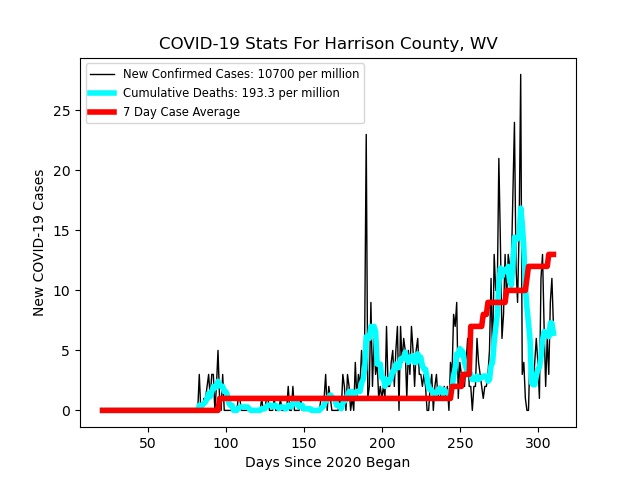 COVID-19 Stats For Harrison County, WV
New Confirmed Cases: 10700 per million
Cumulative Deaths: 193.3 per million
7 Day Case Average
New COVID-19 Cases
25
20
15
10
5
0
50 100 150 200 250 300
Days Since 2020 Began